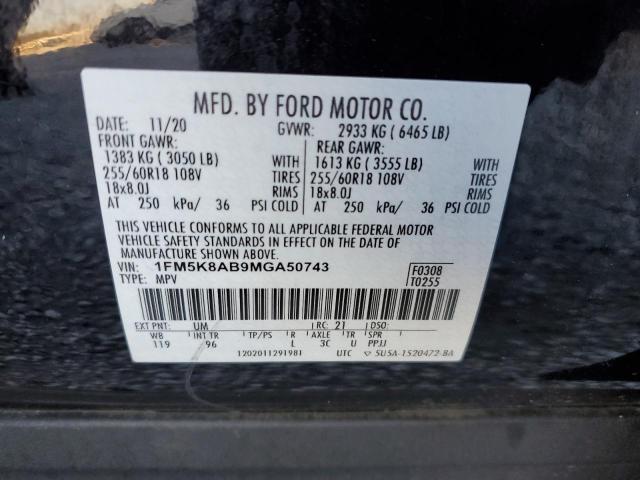 MFD. BY FORD MOTOR CO.
DATE: 11/20 GVWR: 2933 KG ( 6465 LB)
FRONT GAWR: REAR GAWR:
1383 KG ( 3050 LB) WITH 1613 KG ( 3555 LB) WITH
255/60R18 108V TIRES 255/60R18 108V TIRES
18x8.0J RIMS 18x8.0J RIMS
AT 250 kPa/ 36 PSI COLD AT 250 kPa/ 36 PSI COLD
THIS VEHICLE CONFORMS TO ALL APPLICABLE FEDERAL MOTOR
VEHICLE SAFETY STANDARDS IN EFFECT ON THE DATE OF
MANUFACTURE SHOWN ABOVE.
VIN: 1FM5K8AB9MGA50743 F0308
TYPE: MPV T0255
EXT PNT: UM RC: 21 DSO:
WB INT TR TP/PS R AXLE TR SPR
119 96 L 3C U PPJJ
1202011291981 UTC ▽ 5U5A-1520472-BA